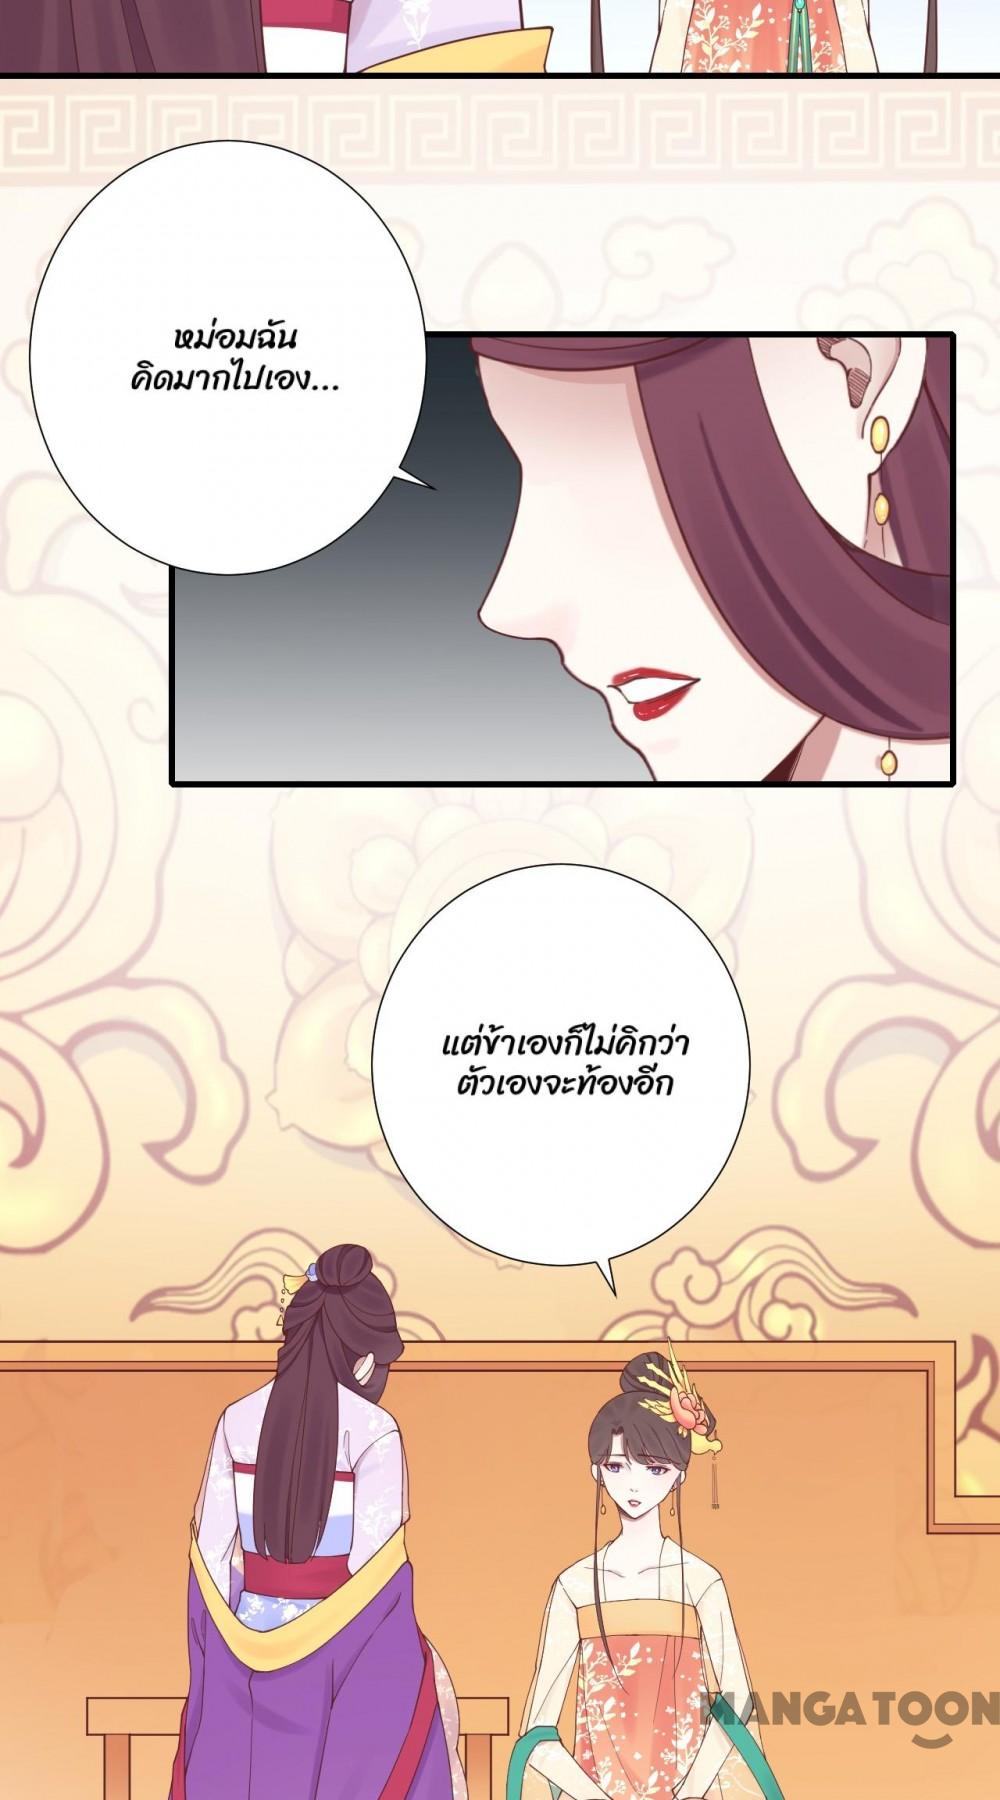 หม่อมฉัน
คิดมากไปเอง...
แต่ข้าเองก็ไม่คิกว่า
ตัวเองจะท้องอีก
MANGATOON